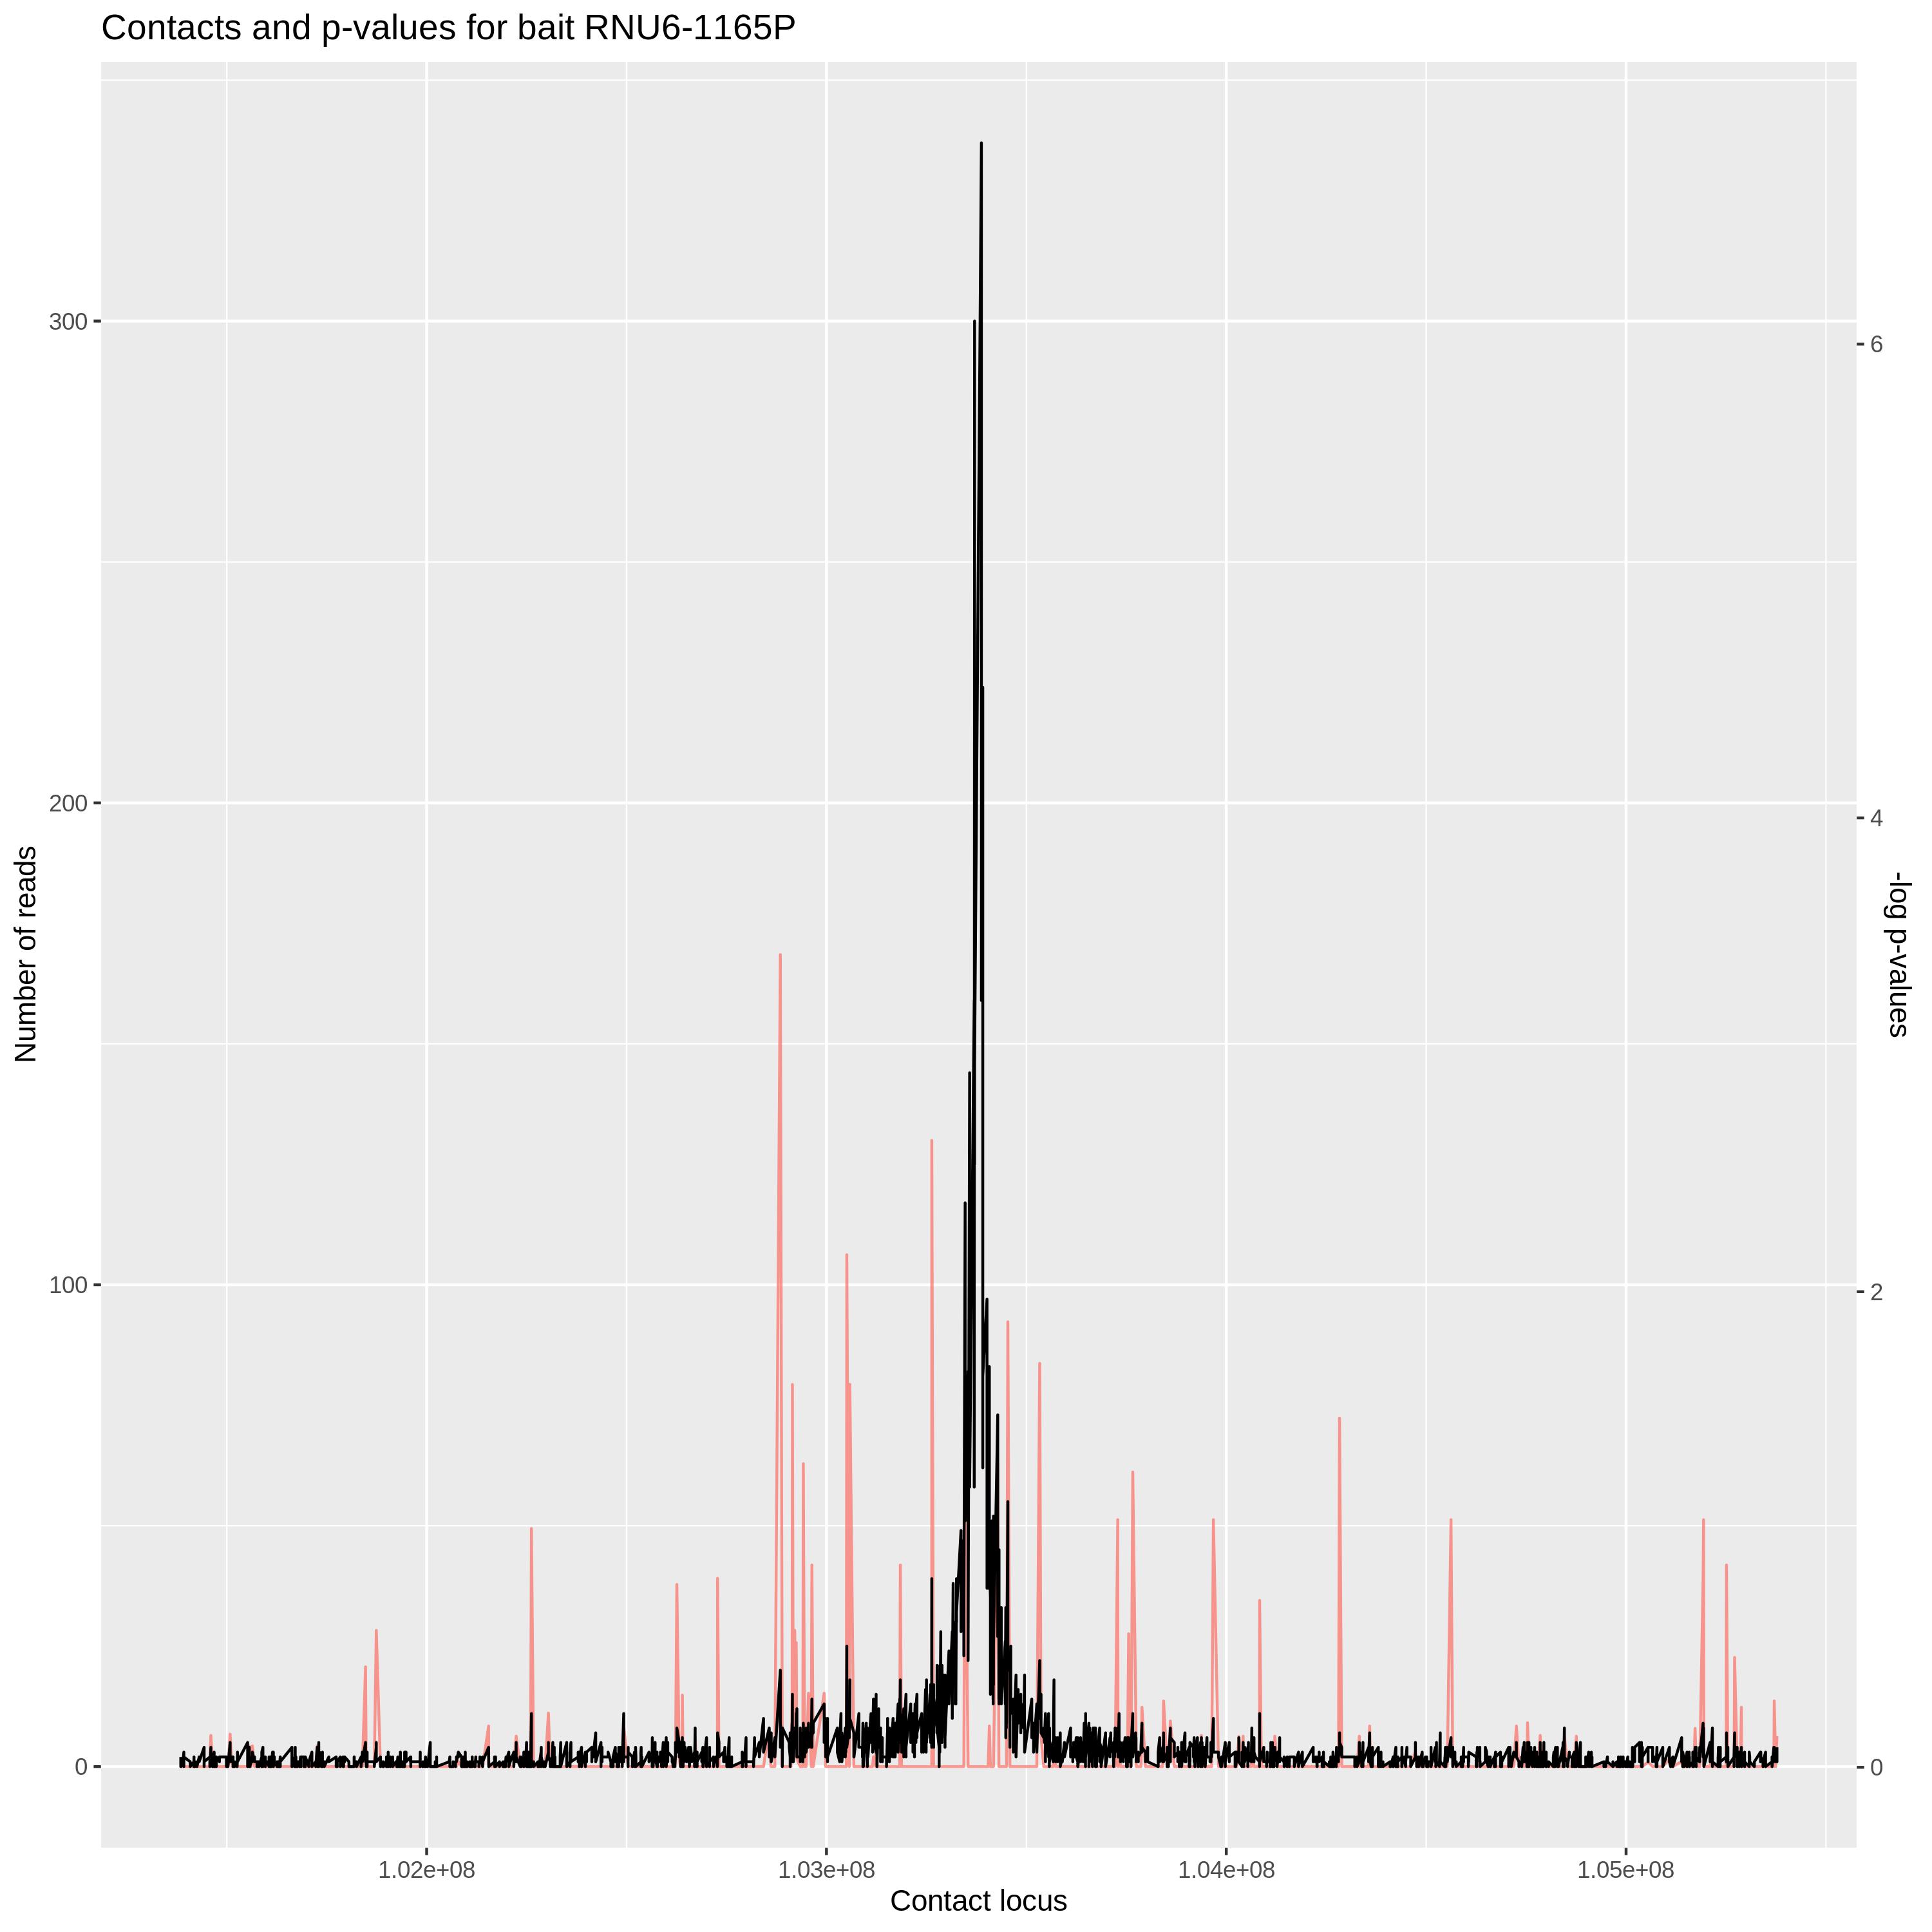 Contacts and p-values for bait RNU6-1165P
300
200
100
0
Number of reads
6
4
2
0
-log p-values
1.02e+08
1.03e+08
1.04e+08
1.05e+08
Contact locus